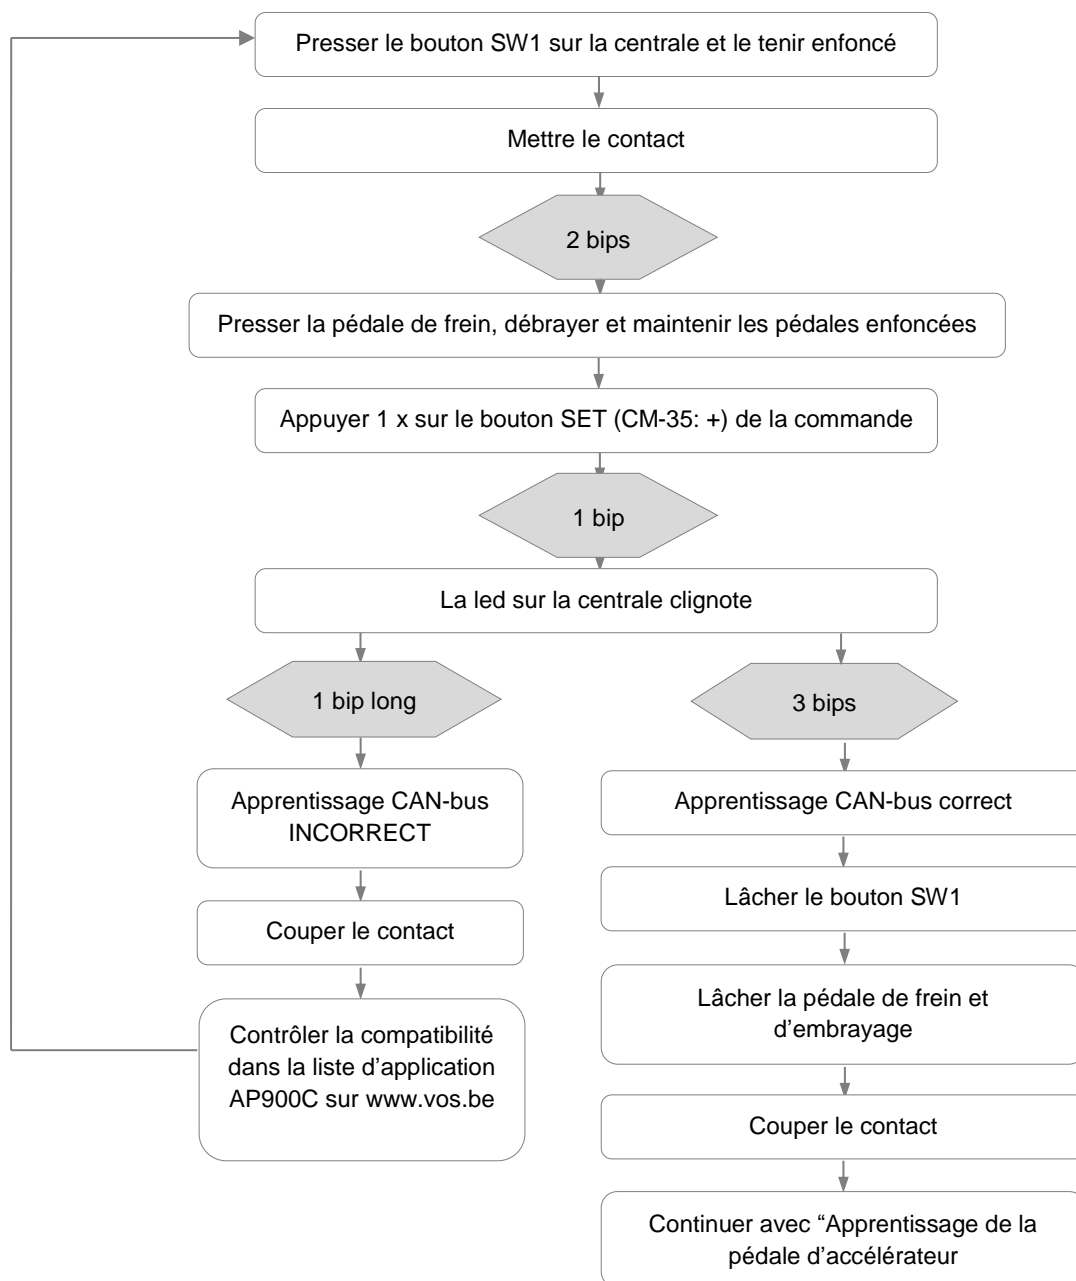 Presser le bouton SW1 sur la centrale et le tenir enfoncé
Mettre le contact
2 bips
Presser la pédale de frein, débrayer et maintenir les pédales enfoncées
Appuyer 1 x sur le bouton SET (CM-35: +) de la commande
1 bip
La led sur la centrale clignote
1 bip long
3 bips
Apprentissage CAN-bus
INCORRECT
Apprentissage CAN-bus correct
Couper le contact
Lâcher le bouton SW1
Contrôler la compatibilité
dans la liste d’application
AP900C sur www.vos.be
Lâcher la pédale de frein et
d’embrayage
Couper le contact
Continuer avec “Apprentissage de la
pédale d’accélérateur